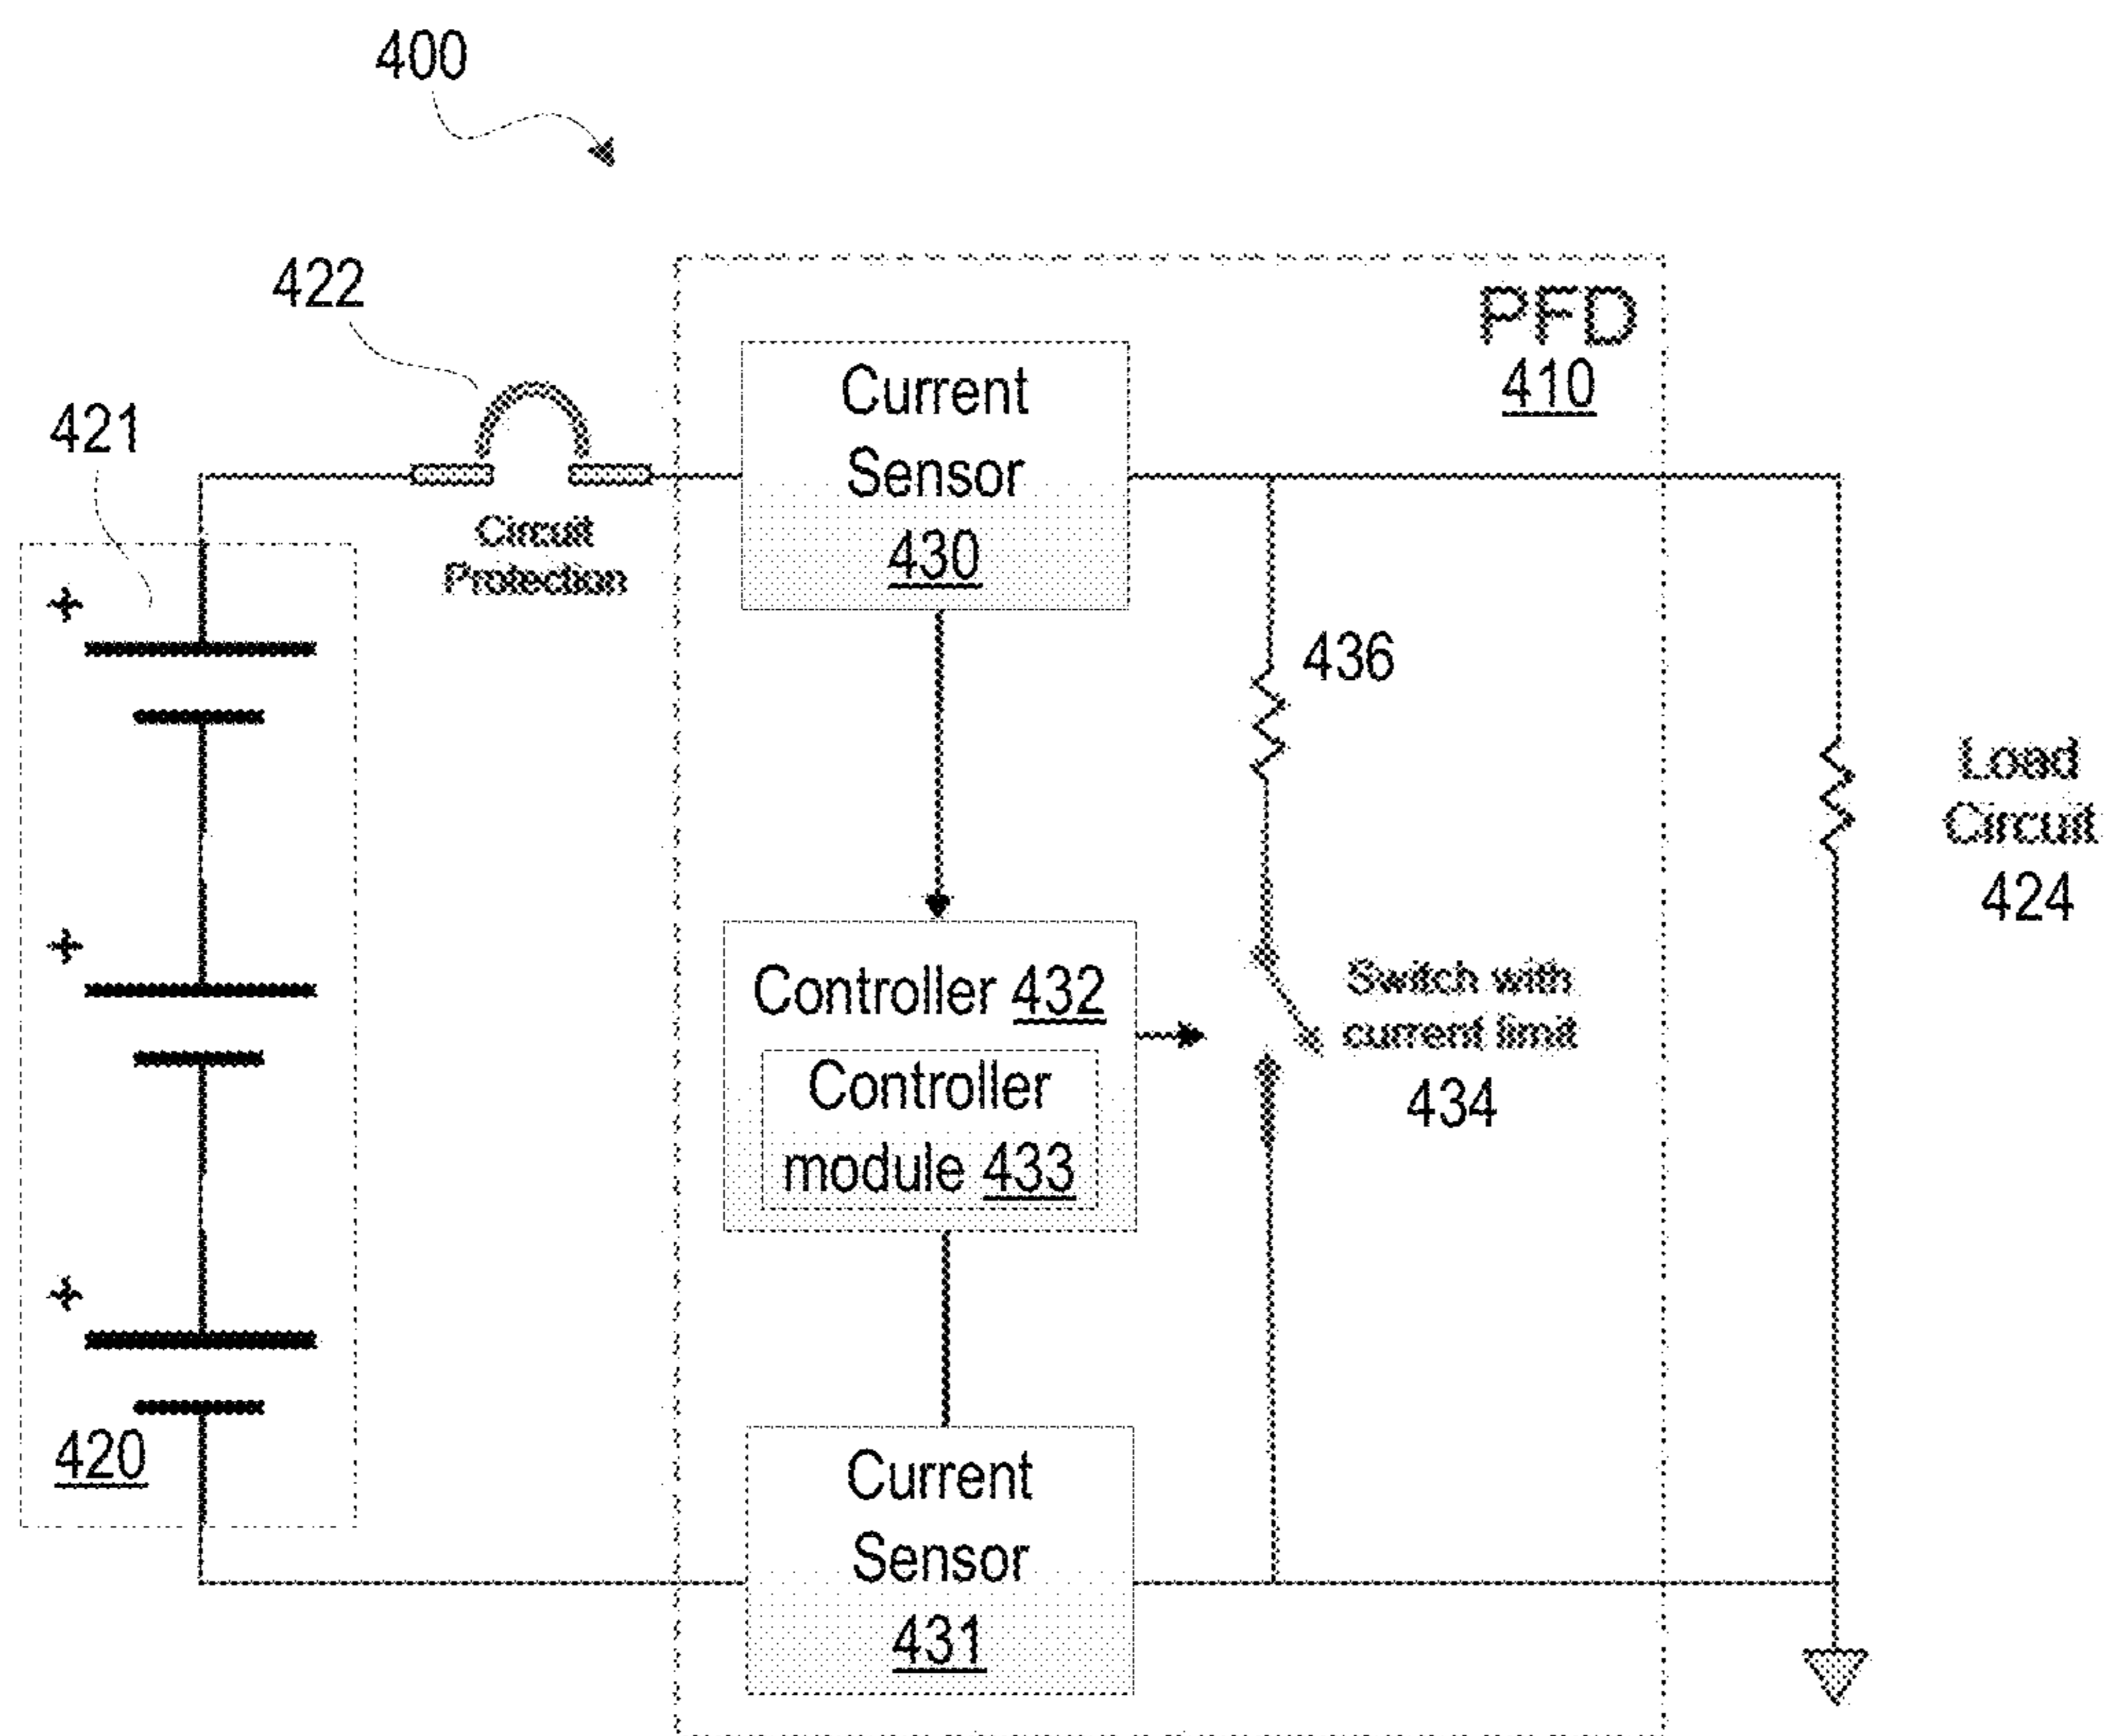 400
422
PFD
410
421
Current
Sensor
430
Circuit
Protection
+
436
Load
Circuit
424
+
Controller 432
Switch with
current limit
434
Controller
module 433
+
420
Current
Sensor
431